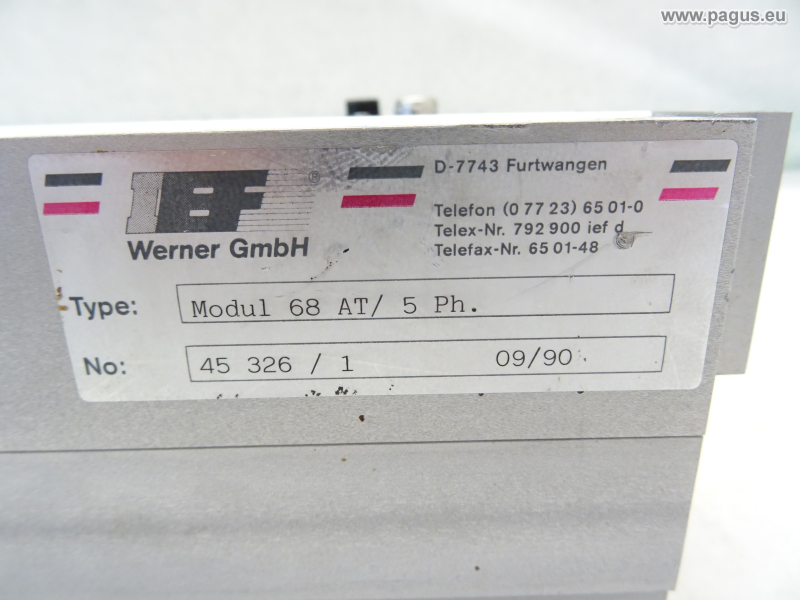 www.pagus.eu
IEF ®
Werner GmbH
D-7743 Furtwangen
Telefon (0 77 23) 65 01-0
Telex-Nr. 792 900 ief d
Telefax-Nr. 65 01-48
Type: Modul 68 AT/ 5 Ph.
No: 45 326 / 1 09/90